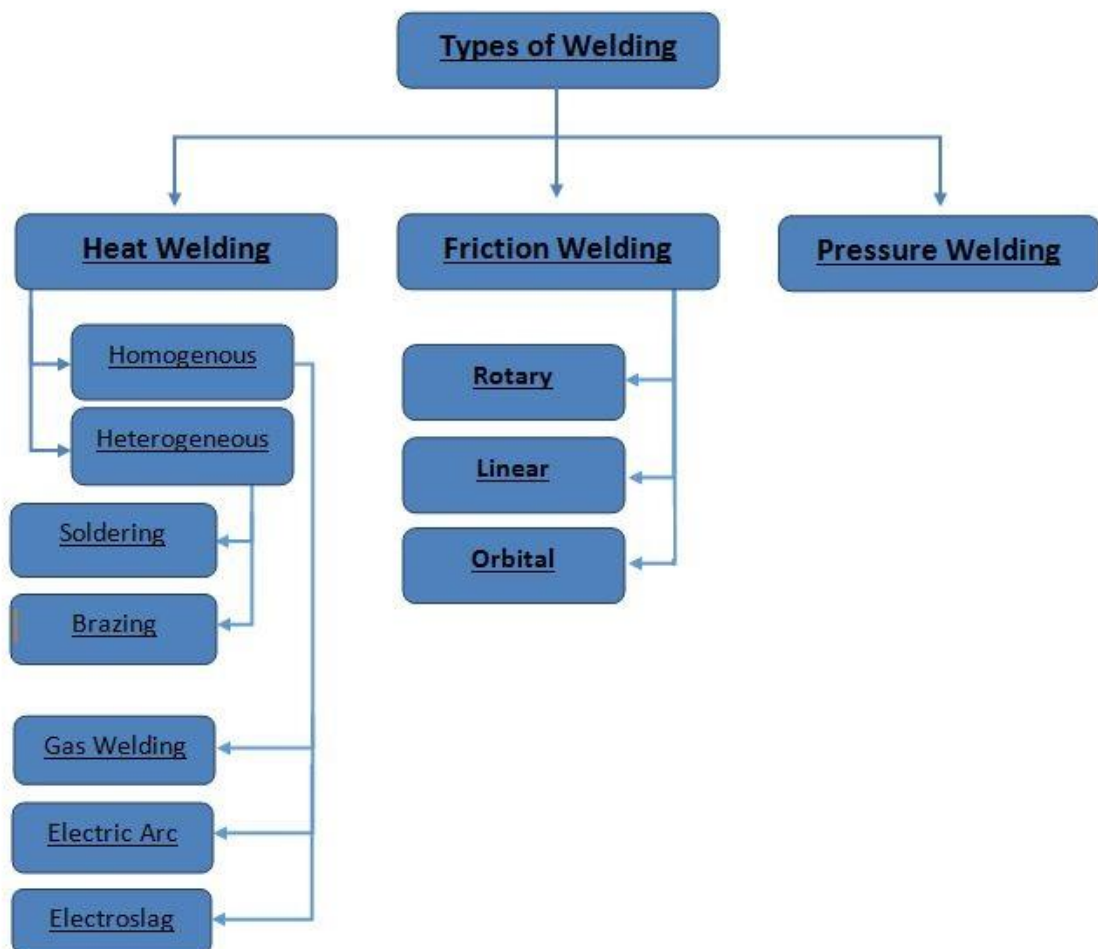 Types of Welding
Heat Welding
Friction Welding
Pressure Welding
Homogenous
Heterogeneous
Soldering
Brazing
Gas Welding
Electric Arc
Electroslag
Rotary
Linear
Orbital